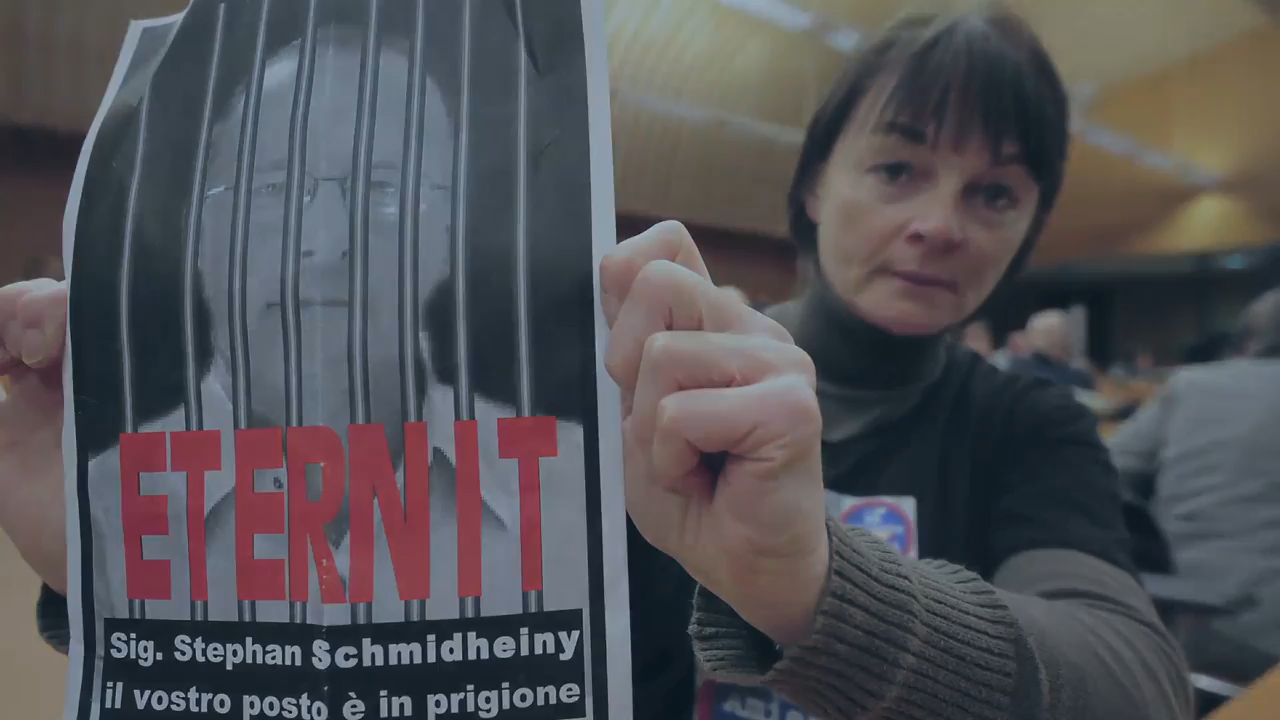 ETERNIT
Sig. Stephan Schmidheiny
il vostro posto è in prigione